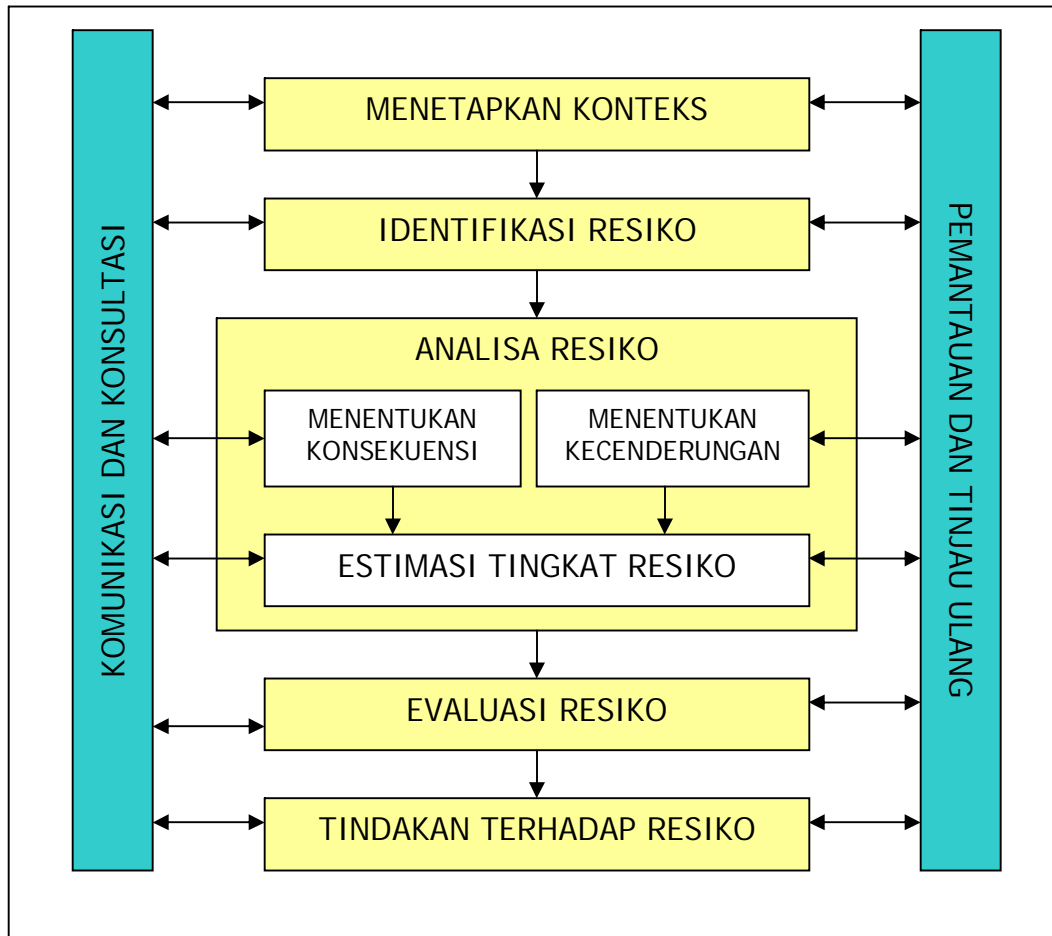 KOMUNIKASI DAN KONSULTASI
MENETAPKAN KONTEKS
IDENTIFIKASI RESIKO
ANALISA RESIKO
MENENTUKAN
KONSEKUENSI
MENENTUKAN
KECENDERUNGAN
ESTIMASI TINGKAT RESIKO
EVALUASI RESIKO
TINDAKAN TERHADAP RESIKO
PEMANTAUAN DAN TINJAU ULANG